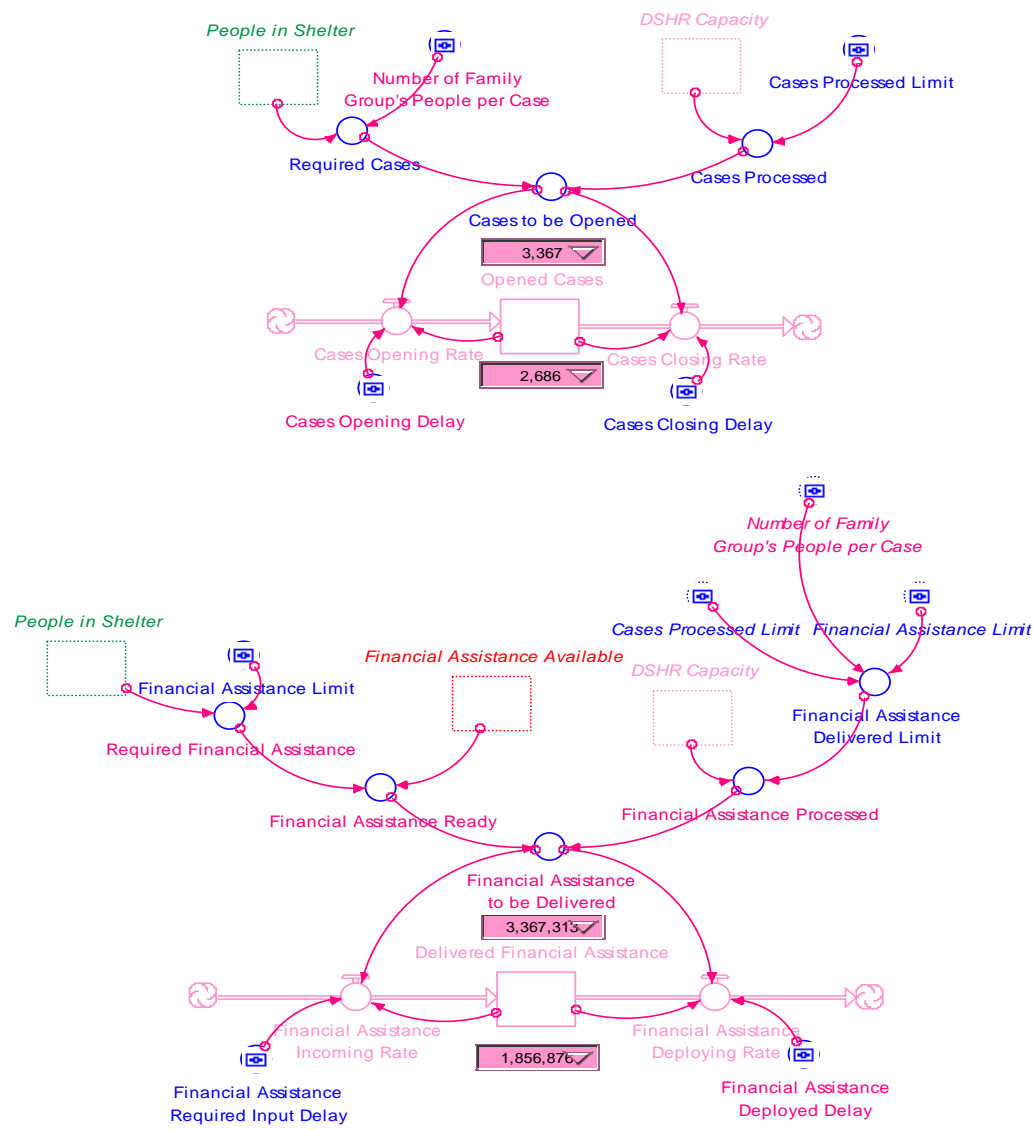 People in Shelter
DSHR Capacity
Number of Family
Group's People per Case
Cases Processed Limit
Required Cases
Cases Processed
Cases to be Opened
3,367
Opened Cases
Cases Opening Rate
Cases Closing Rate
2,686
Cases Opening Delay
Cases Closing Delay
Number of Family
Group's People per Case
People in Shelter
Cases Processed Limit
Financial Assistance Limit
Financial Assistance Available
DSHR Capacity
Financial Assistance Limit
Financial Assistance
Delivered Limit
Required Financial Assistance
Financial Assistance Ready
Financial Assistance Processed
Financial Assistance
to be Delivered
3,367,313
Delivered Financial Assistance
Financial Assistance
Incoming Rate
Financial Assistance
Deploying Rate
1,856,876
Financial Assistance
Required Input Delay
Financial Assistance
Deployed Delay